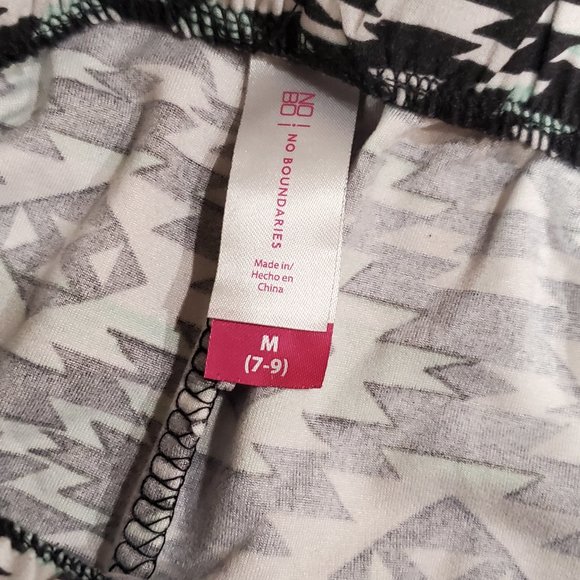 NO
BO
NO BOUNDARIES
Made in/
Hecho en
China
M
(7-9)